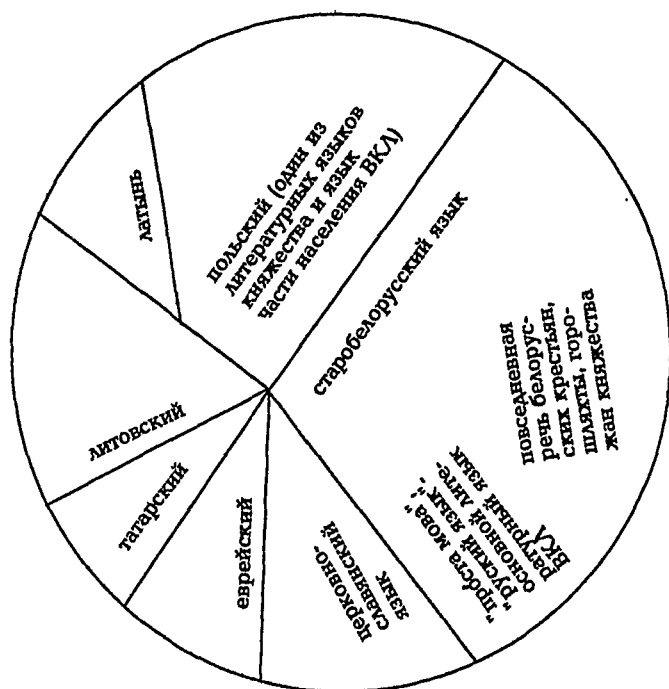 латынь
польский (один из
литературных языков
княжества и язык
части населения ВКЛ)
старобелорусский язык
повседневная
речь белорус-
ских крестьян,
шляхты, горо-
жан княжества
"проста мова"
"руский язык" -
основной лите-
ратурный язык
ВКЛ
литовский
татарский
еврейский
церковно-
славянский
язык